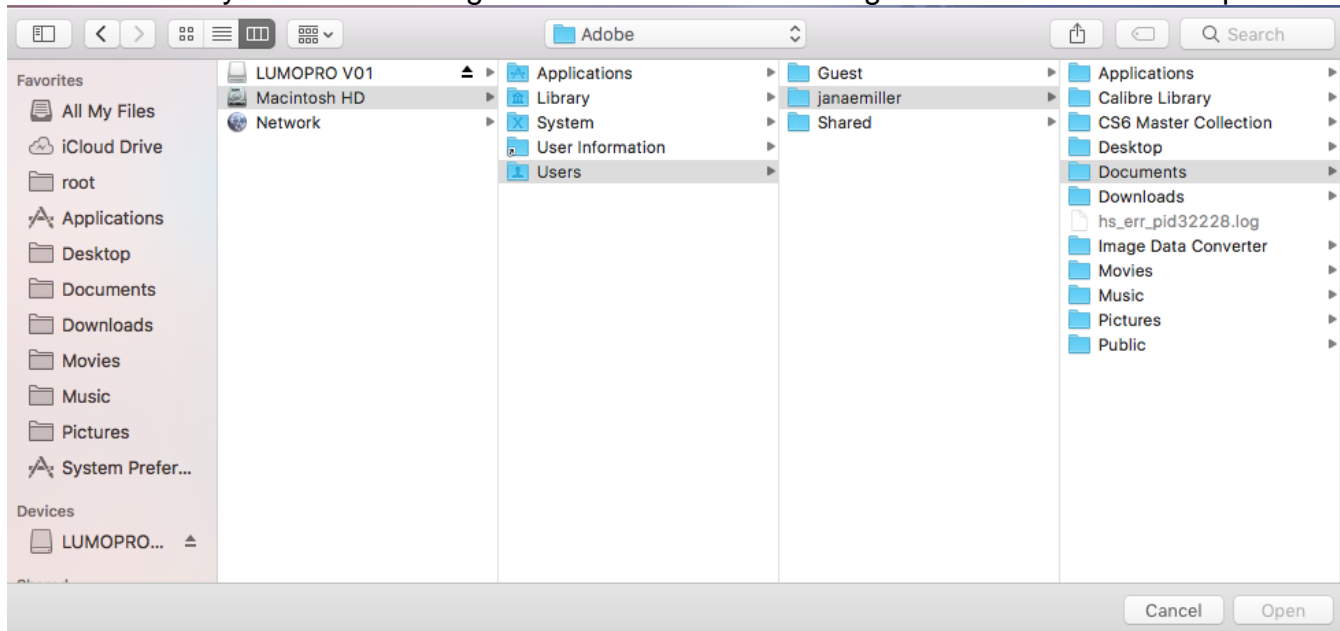 Adobe
Search
Favorites
All My Files
iCloud Drive
root
Applications
Desktop
Documents
Downloads
Movies
Music
Pictures
System Prefer...
Devices
LUMOPRO...
LUMOPRO V01
Macintosh HD
Network
Applications
Library
System
User Information
Users
Guest
janaemiller
Shared
Applications
Calibre Library
CS6 Master Collection
Desktop
Documents
Downloads
hs_err_pid32228.log
Image Data Converter
Movies
Music
Pictures
Public
Cancel
Open